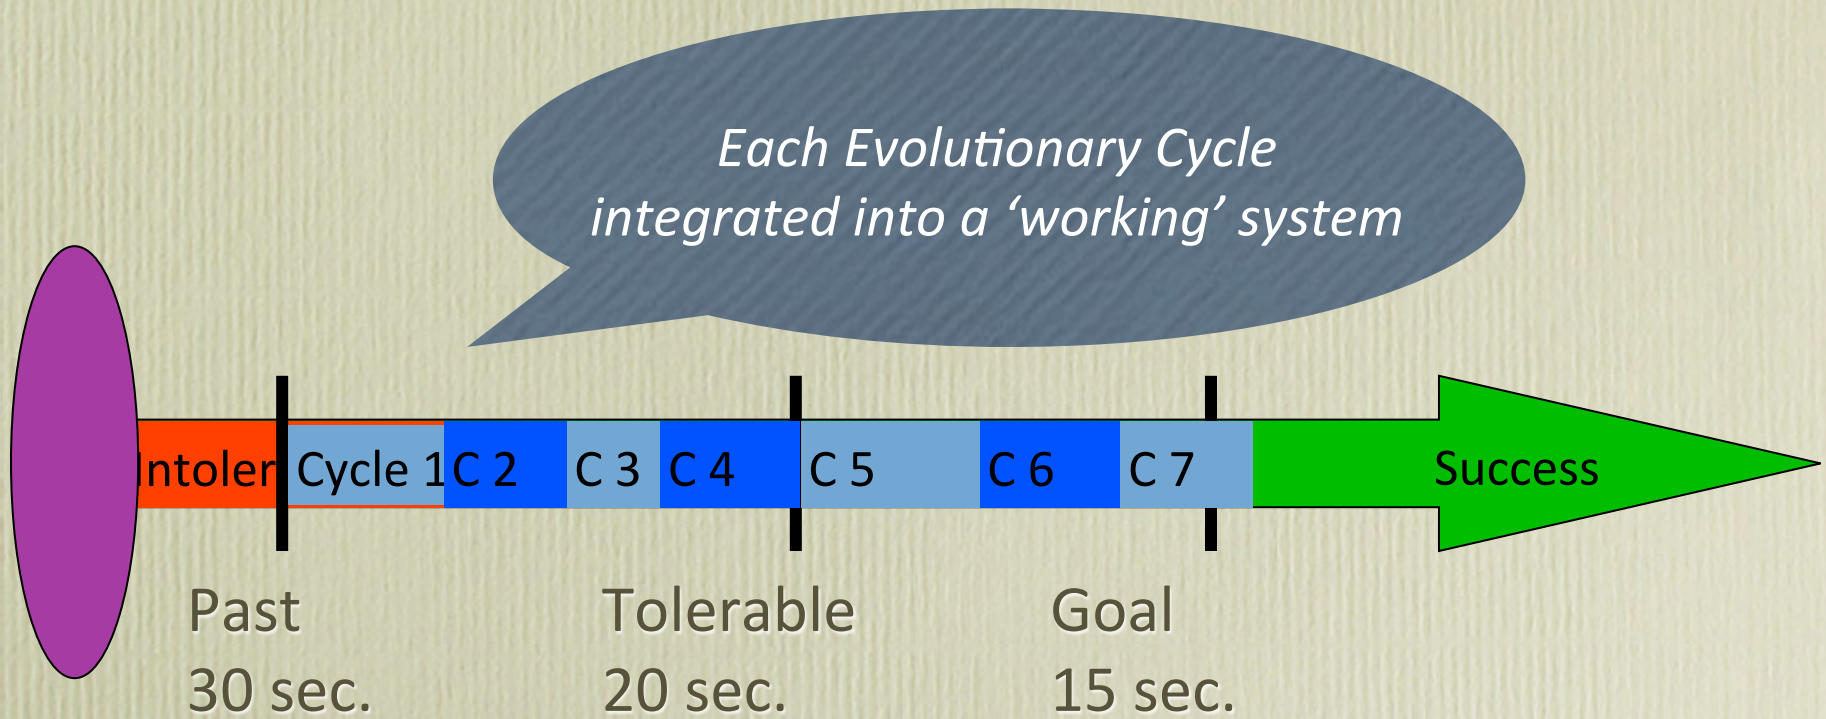 Each Evolutionary Cycle
integrated into a ‘working’ system
Intoler Cycle 1 C 2 C 3 C 4 C 5 C 6 C 7 Success
Past Tolerable Goal
30 sec. 20 sec. 15 sec.